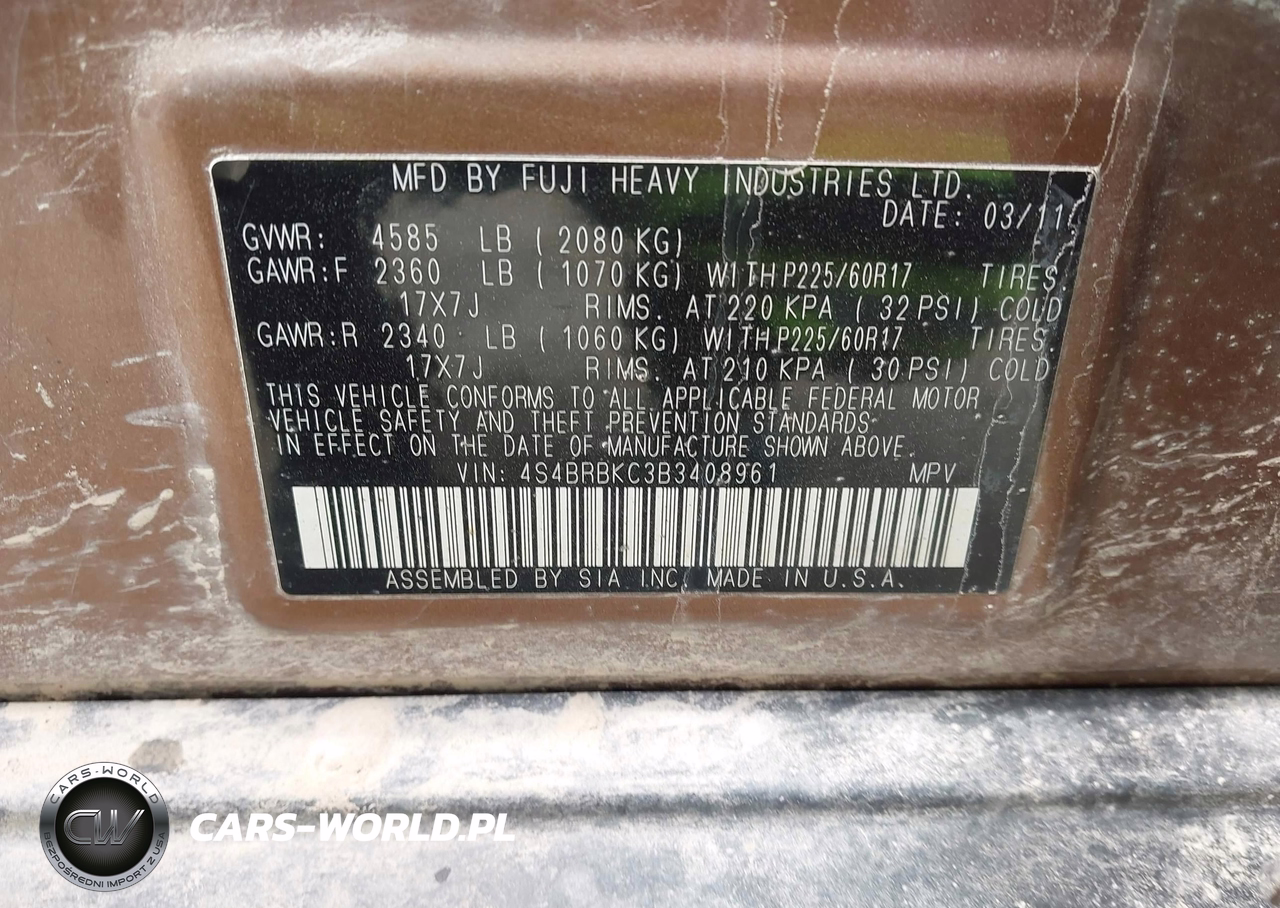 MFD BY FUJI HEAVY INDUSTRIES LTD.
DATE: 03/11
GVWR: 4585 LB ( 2080 KG)
GAWR:F 2360 LB ( 1070 KG) WITH P225/60R17 TIRES.
17X7J RIMS. AT 220 KPA ( 32 PSI) COLD
GAWR:R 2340 LB ( 1060 KG) WITH P225/60R17 TIRES.
17X7J RIMS. AT 210 KPA ( 30 PSI) COLD
THIS VEHICLE CONFORMS TO ALL APPLICABLE FEDERAL MOTOR
VEHICLE SAFETY AND THEFT PREVENTION STANDARDS
IN EFFECT ON THE DATE OF MANUFACTURE SHOWN ABOVE.
VIN: 4S4BRBKC3B3408961 MPV
ASSEMBLED BY SIA INC. MADE IN U.S.A.
CARS-WORLD
CW
BEZPOŚREDNI IMPORT Z USA
CARS-WORLD.PL